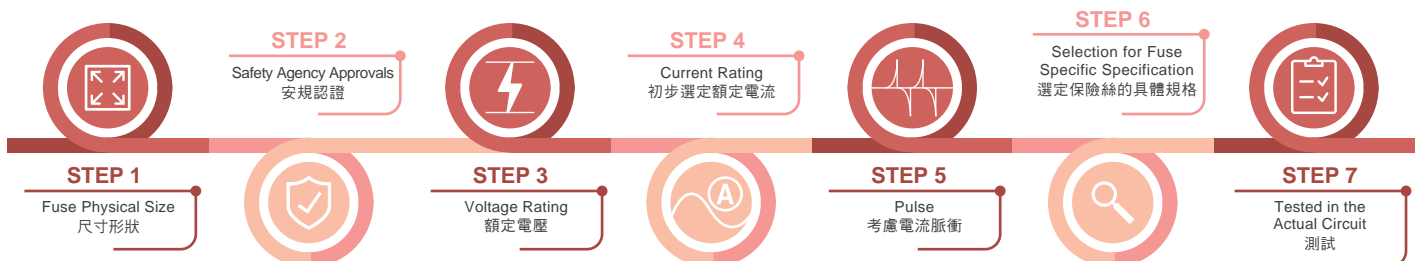 STEP 1
Fuse Physical Size
尺寸形狀
STEP 2
Safety Agency Approvals
安規認證
STEP 3
Voltage Rating
額定電壓
STEP 4
Current Rating
初步選定額定電流
A
STEP 5
Pulse
考慮電流脈衝
STEP 6
Selection for Fuse
Specific Specification
選定保險絲的具體規格
STEP 7
Tested in the
Actual Circuit
測試